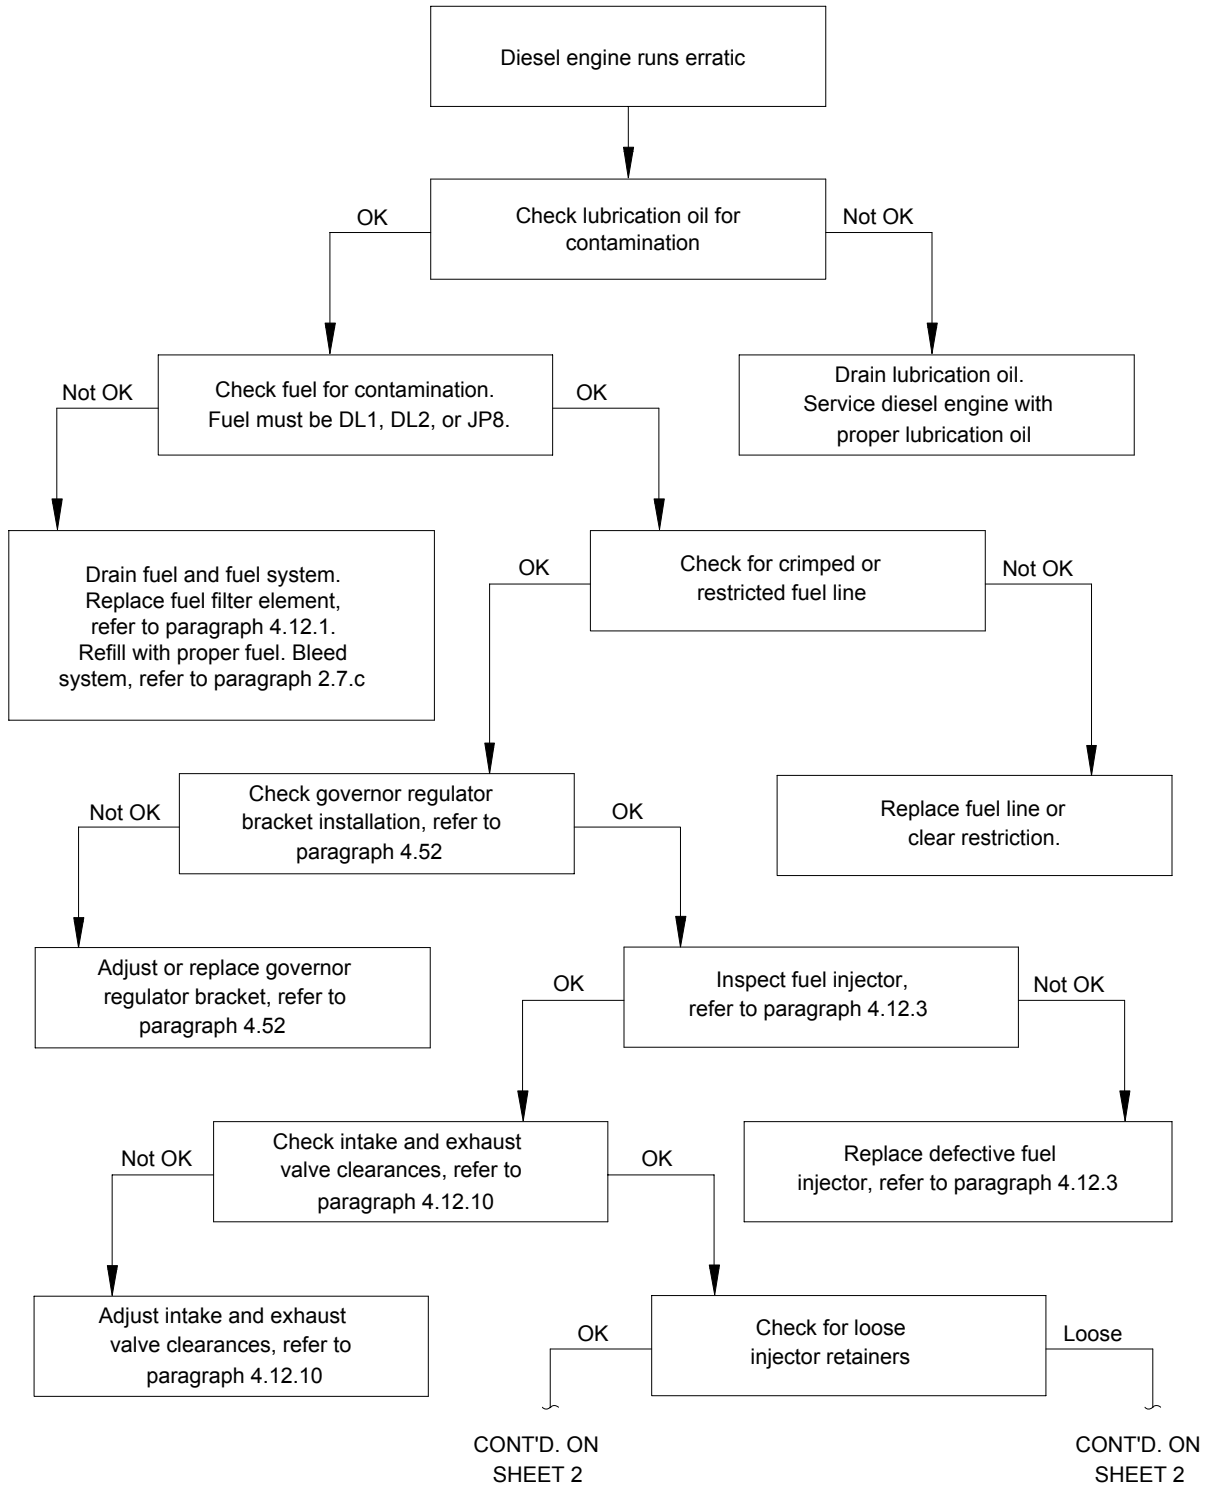 Diesel engine runs erratic
Check lubrication oil for
contamination
OK
Not OK
Check fuel for contamination.
Fuel must be DL1, DL2, or JP8.
Not OK
OK
Drain lubrication oil.
Service diesel engine with
proper lubrication oil
Drain fuel and fuel system.
Replace fuel filter element,
refer to paragraph 4.12.1.
Refill with proper fuel. Bleed
system, refer to paragraph 2.7.c
Check for crimped or
restricted fuel line
OK
Not OK
Check governor regulator
bracket installation, refer to
paragraph 4.52
Not OK
OK
Replace fuel line or
clear restriction.
Adjust or replace governor
regulator bracket, refer to
paragraph 4.52
Inspect fuel injector,
refer to paragraph 4.12.3
OK
Not OK
Check intake and exhaust
valve clearances, refer to
paragraph 4.12.10
Not OK
OK
Replace defective fuel
injector, refer to paragraph 4.12.3
Adjust intake and exhaust
valve clearances, refer to
paragraph 4.12.10
Check for loose
injector retainers
OK
Loose
CONT'D. ON
SHEET 2
CONT'D. ON
SHEET 2